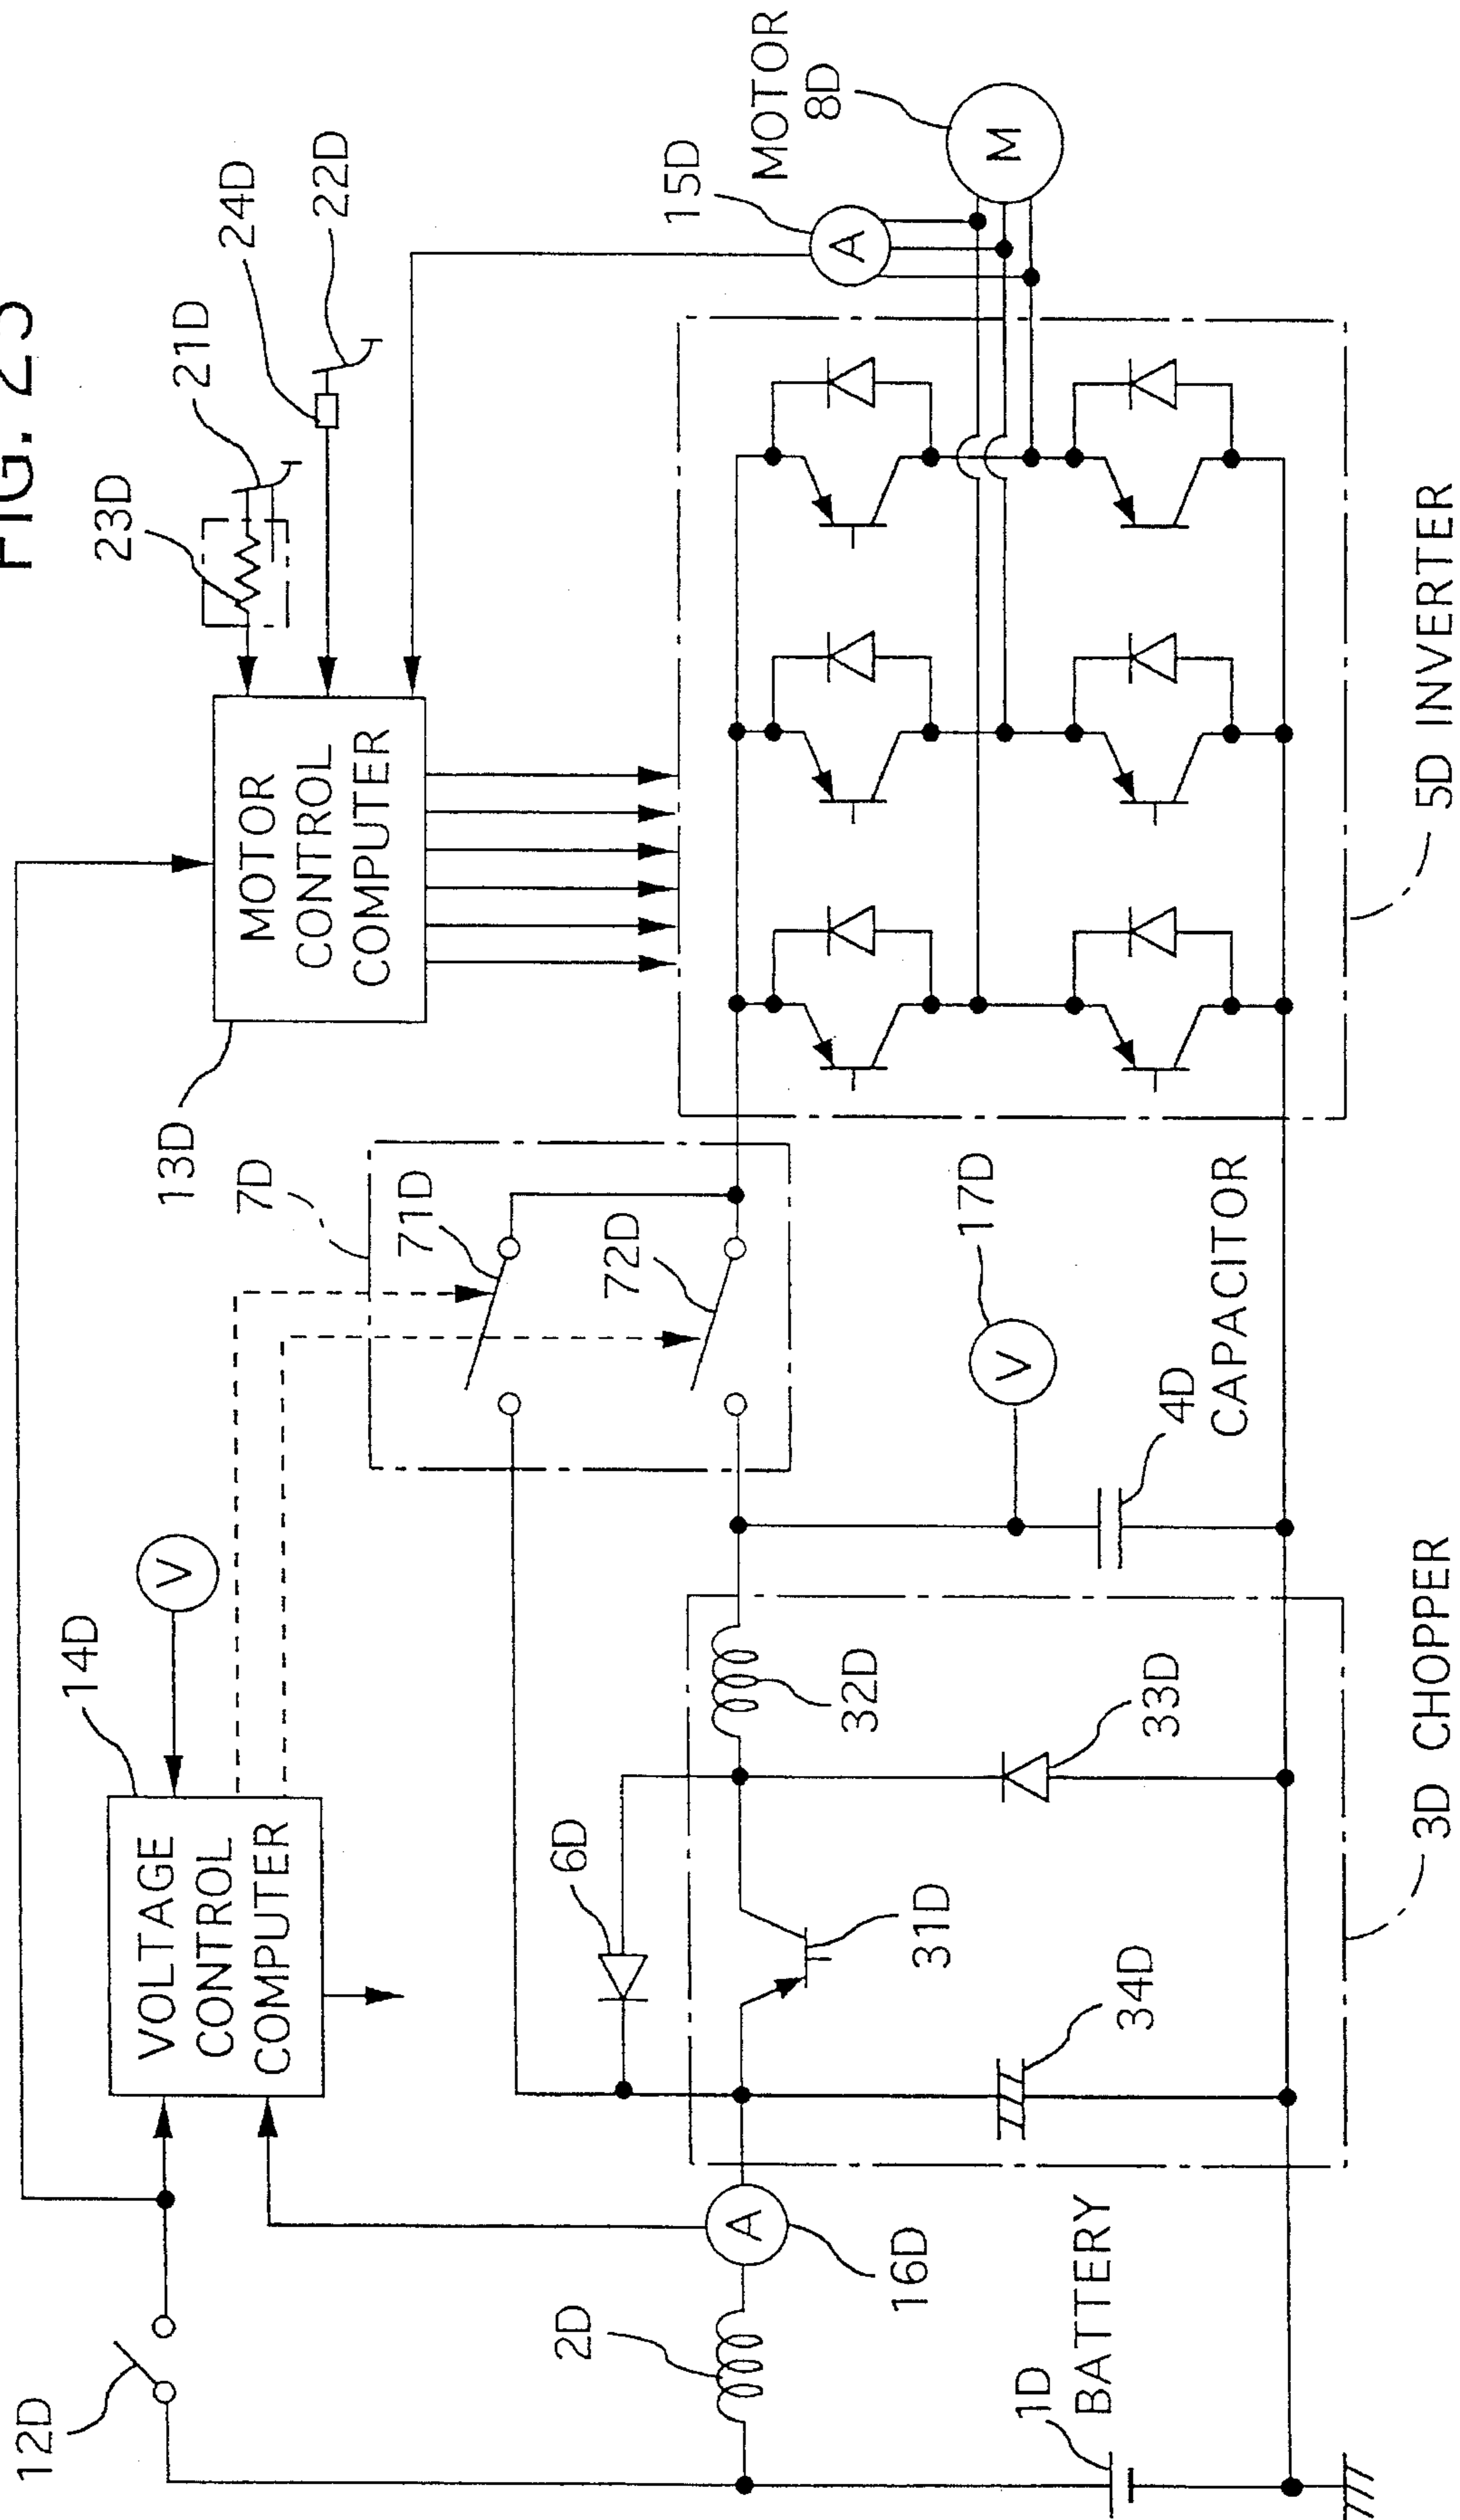 FIG. 23
12D
14D
VOLTAGE
CONTROL
COMPUTER
V
13D
MOTOR
CONTROL
COMPUTER
23D
21D
24D
22D
7D
71D
72D
15D
A
MOTOR
8D
M
2D
A
16D
6D
31D
32D
33D
34D
V
17D
4D
CAPACITOR
1D
BATTERY
3D CHOPPER
5D INVERTER